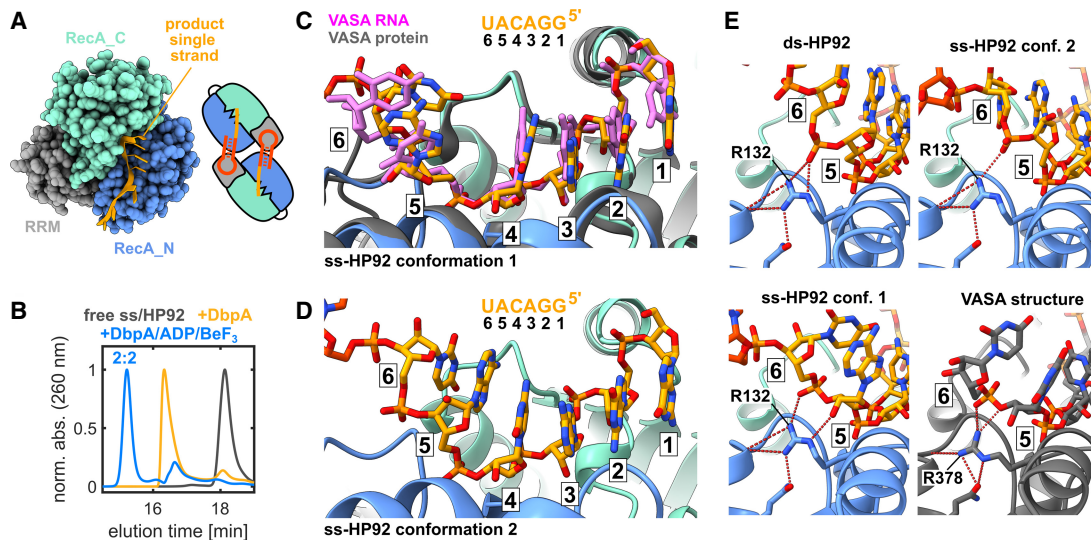 A
product
single
strand
RecA_C
RRM
RecA_N
B
free ss/HP92 +DbpA
+DbpA/ADP/BeF3
2:2
norm. abs. (260 nm)
1
0.5
0
16 18
elution time [min]
C
VASA RNA
VASA protein
UACAGG5'
6 5 4 3 2 1
6
5
4
3
2
1
ss-HP92 conformation 1
D
UACAGG5'
6 5 4 3 2 1
6
5
4
3
2
1
ss-HP92 conformation 2
E
ds-HP92
6
R132
5
ss-HP92 conf. 2
6
R132
5
ss-HP92 conf. 1
6
R132
5
VASA structure
6
5
R378